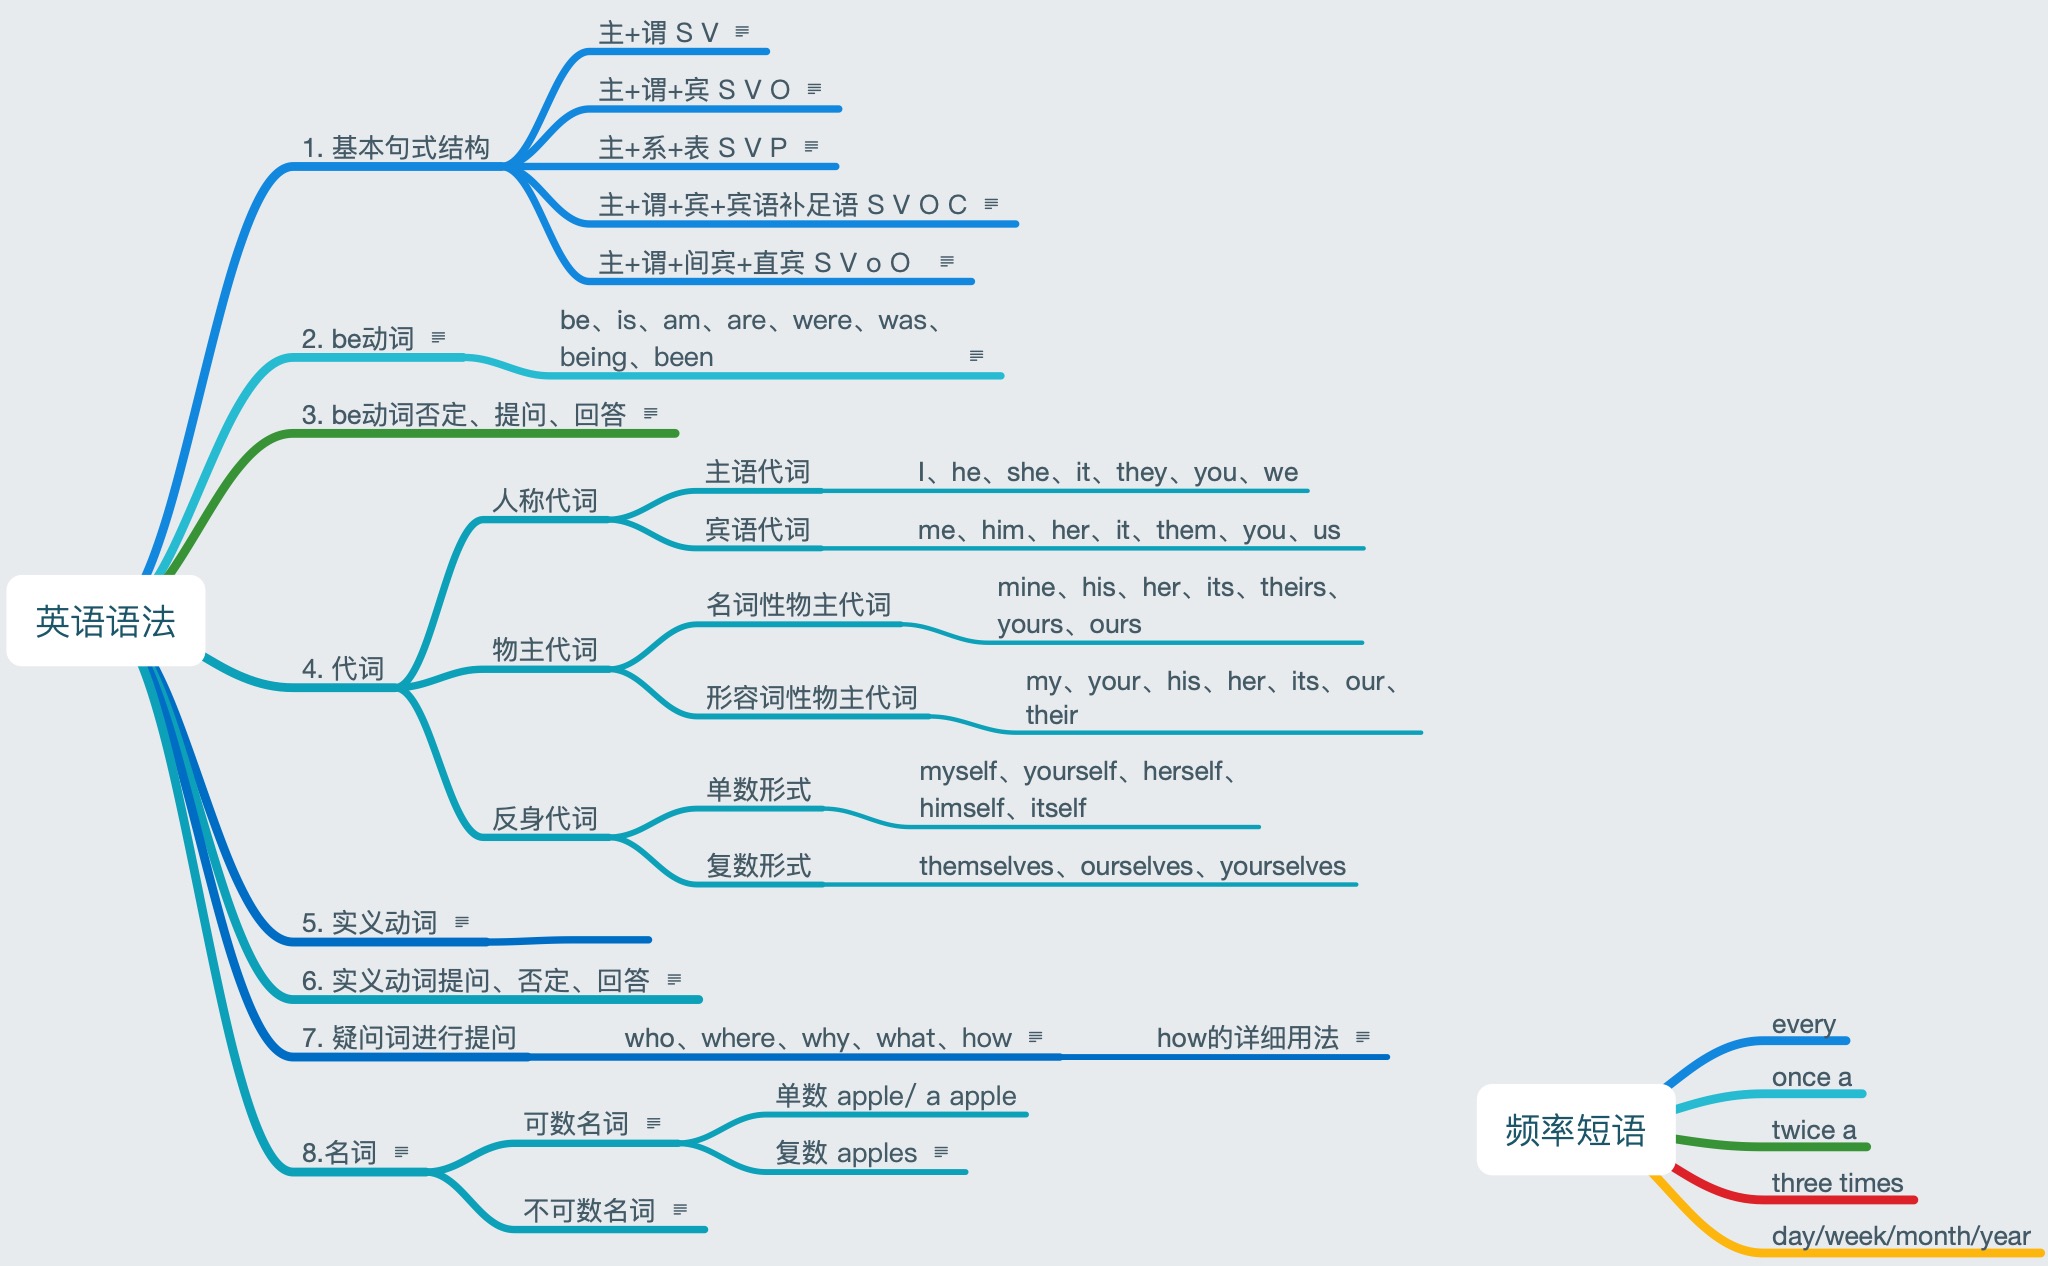 主+谓 S V
主+谓+宾 S V O
1. 基本句式结构
主+系+表 S V P
主+谓+宾+宾语补足语 S V O C
主+谓+间宾+直宾 S V o O
2. be动词
be、is、am、are、were、was、
being、been
3. be动词否定、提问、回答
英语语法
4. 代词
人称代词
主语代词
I、he、she、it、they、you、we
宾语代词
me、him、her、it、them、you、us
物主代词
名词性物主代词
mine、his、her、its、theirs、
yours、ours
形容词性物主代词
my、your、his、her、its、our、
their
反身代词
单数形式
myself、yourself、herself、
himself、itself
复数形式
themselves、ourselves、yourselves
5. 实义动词
6. 实义动词提问、否定、回答
7. 疑问词进行提问
who、where、why、what、how
how的详细用法
8.名词
可数名词
单数 apple/ a apple
复数 apples
不可数名词
频率短语
every
once a
twice a
three times
day/week/month/year